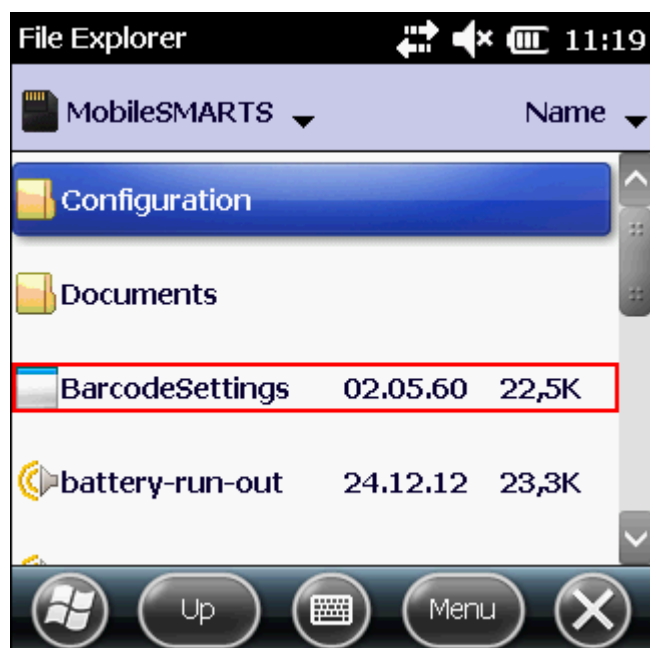 File Explorer 11:19
MobileSMARTS Name
Configuration
Documents
BarcodeSettings 02.05.60 22,5K
battery-run-out 24.12.12 23,3K
Up Menu